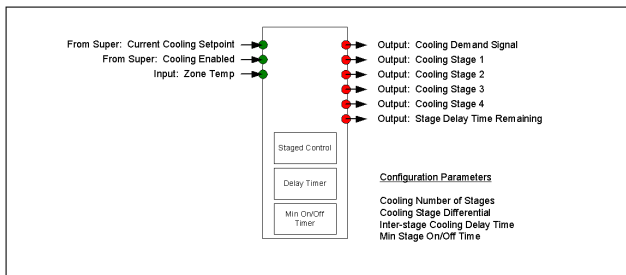 From Super: Current Cooling Setpoint
From Super: Cooling Enabled
Input: Zone Temp
Output: Cooling Demand Signal
Output: Cooling Stage 1
Output: Cooling Stage 2
Output: Cooling Stage 3
Output: Cooling Stage 4
Output: Stage Delay Time Remaining
Staged Control
Delay Timer
Min On/Off
Timer
Configuration Parameters
Cooling Number of Stages
Cooling Stage Differential
Inter-stage Cooling Delay Time
Min Stage On/Off Time